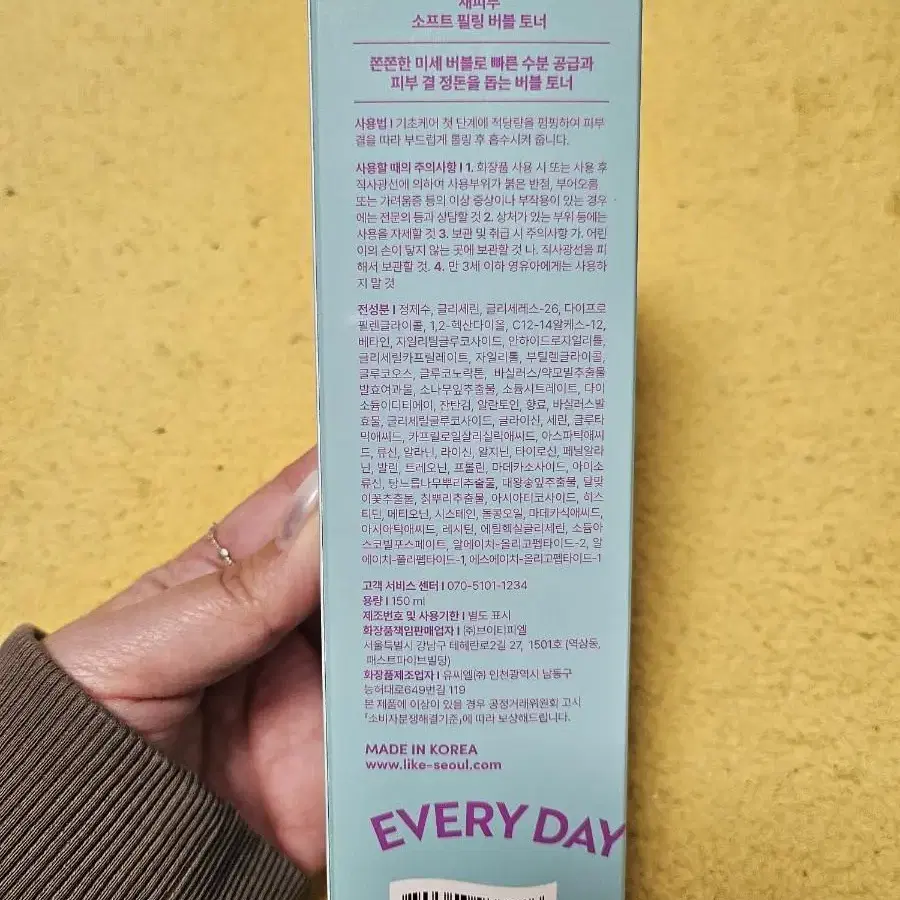 새피부
소프트 필링 버블 토너
쫀쫀한 미세 버블로 빠른 수분 공급과
피부 결 정돈을 돕는 버블 토너
사용법 I 기초케어 첫 단계에 적당량을 펌핑하여 피부
결을 따라 부드럽게 롤링 후 흡수시켜 줍니다.
사용할 때의 주의사항 I 1. 화장품 사용 시 또는 사용 후
직사광선에 의하여 사용부위가 붉은 반점, 부어오름
또는 가려움증 등의 이상 증상이나 부작용이 있는 경우
에는 전문의 등과 상담할 것 2. 상처가 있는 부위 등에는
사용을 자제할 것 3. 보관 및 취급 시 주의사항 가. 어린
이의 손이 닿지 않는 곳에 보관할 것 나. 직사광선을 피
해서 보관할 것. 4. 만 3세 이하 영유아에게는 사용하
지 말 것
전성분 I 정제수, 글리세린, 글리세레스-26, 다이프로
필렌글라이콜, 1,2-헥산다이올, C12-14알케스-12,
베타인, 자일리틸글루코사이드, 안하이드로자일리톨,
글리세릴카프릴레이트, 자일리톨, 부틸렌글라이콜,
글루코오스, 글루코노락톤, 바실러스/약모밀추출물
발효여과물, 소나무잎추출물, 소듐시트레이트, 다이
소듐이디티에이, 잔탄검, 알란토인, 향료, 바실러스발
효물, 글리세릴글루코사이드, 글라이신, 세린, 글루타
믹애씨드, 카프릴로일살리실릭애씨드, 아스파틱애씨
드, 류신, 알라닌, 라이신, 알지닌, 타이로신, 페닐알라
닌, 발린, 트레오닌, 프롤린, 마데카소사이드, 아이소
류신, 당느릅나무뿌리추출물, 대왕송잎추출물, 달맞
이꽃추출물, 칡뿌리추출물, 아시아티코사이드, 히스
티딘, 메티오닌, 시스테인, 돌콩오일, 마데카식애씨드,
아시아틱애씨드, 레시틴, 에틸헥실글리세린, 소듐아
스코빌포스페이트, 알에이치-올리고펩타이드-2, 알
에이치-폴리펩타이드-1, 에스에이치-올리고펩타이드-1
고객 서비스 센터 I 070-5101-1234
용량 I 150 ml
제조번호 및 사용기한 I 별도 표시
화장품책임판매업자 I (주)브이티피엘
서울특별시 강남구 테헤란로2길 27, 1501호 (역삼동,
패스트파이브빌딩)
화장품제조업자 I 유씨엘(주) 인천광역시 남동구
능허대로649번길 119
본 제품에 이상이 있을 경우 공정거래위원회 고시
「소비자분쟁해결기준」에 따라 보상해드립니다.
MADE IN KOREA
www.like-seoul.com
EVERY DAY